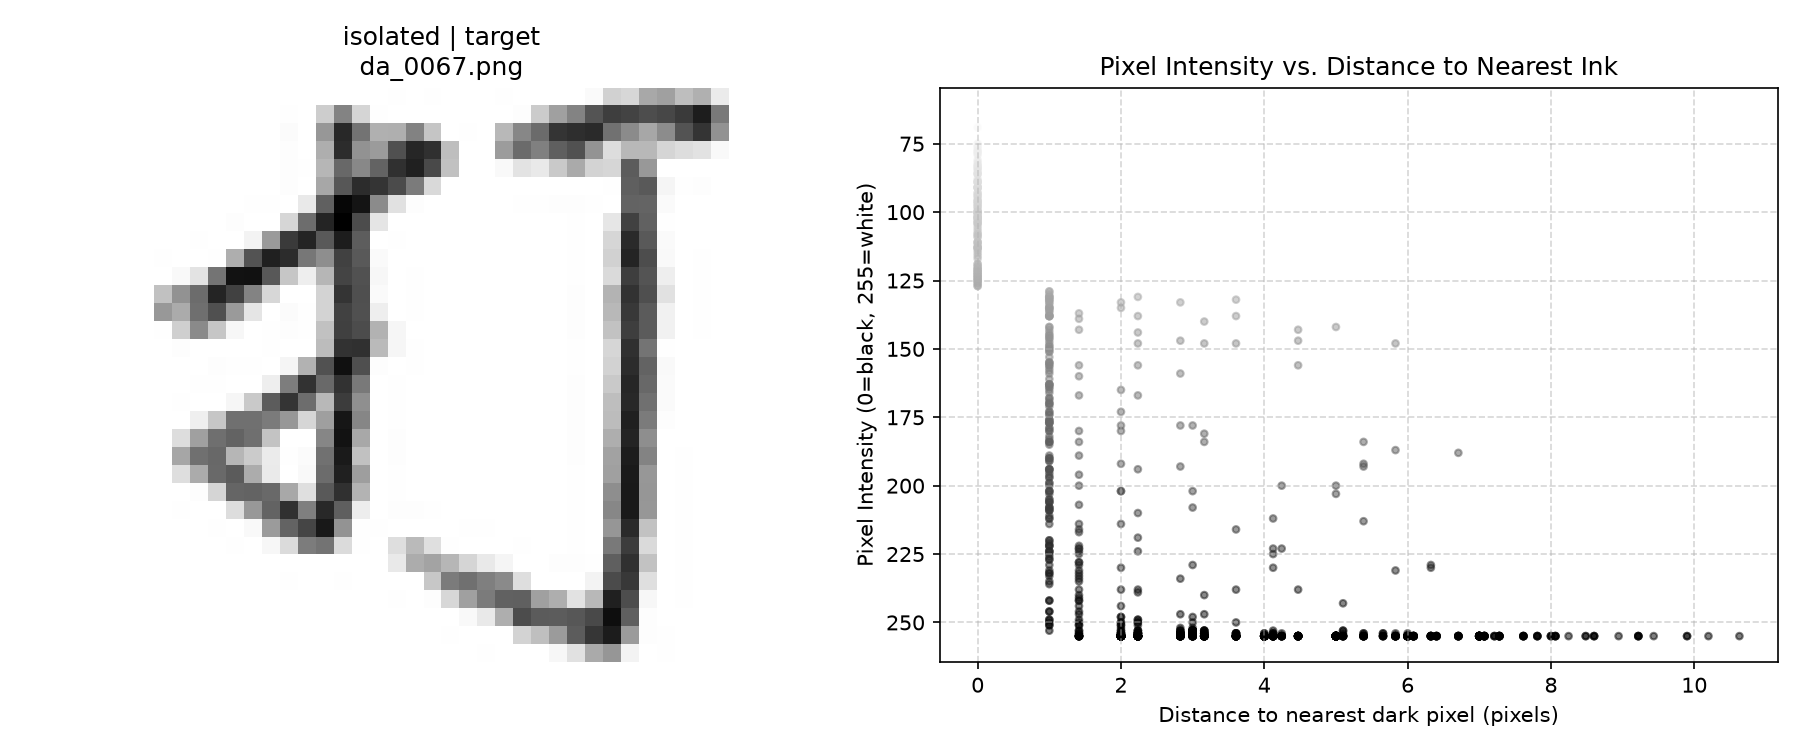 isolated | target
da_0067.png
Pixel Intensity vs. Distance to Nearest Ink
Pixel Intensity (0=black, 255=white)
75
100
125
150
175
200
225
250
0 2 4 6 8 10
Distance to nearest dark pixel (pixels)